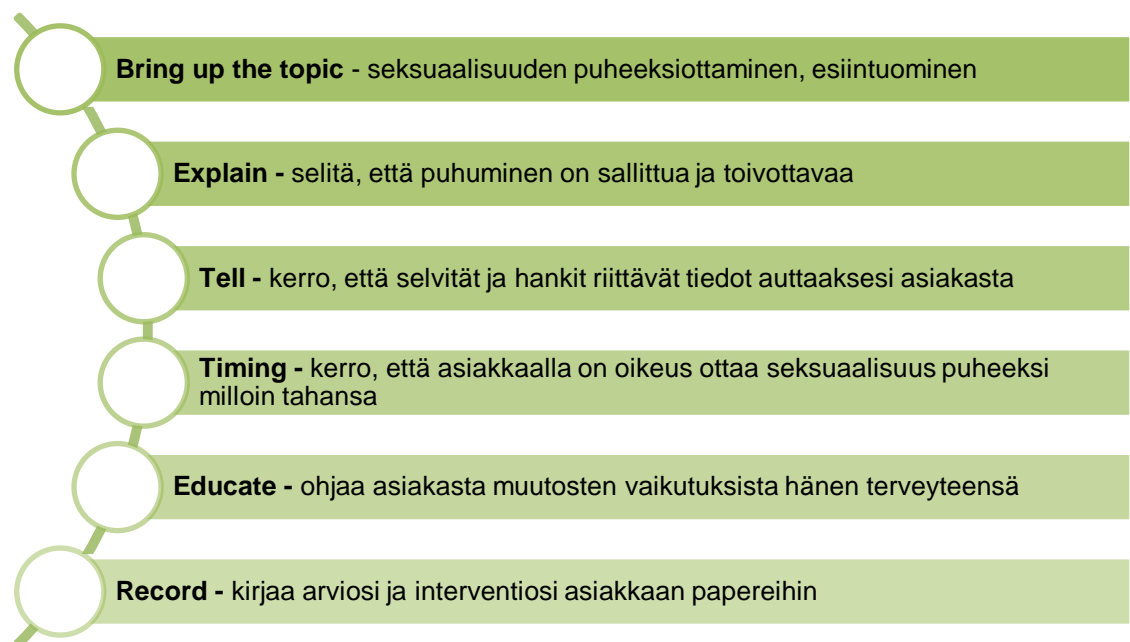 Bring up the topic - seksuaalisuuden puheeksiottaminen, esiintuominen
Explain - selitä, että puhuminen on sallittua ja toivottavaa
Tell - kerro, että selvität ja hankit riittävät tiedot auttaaksesi asiakasta
Timing - kerro, että asiakkaalla on oikeus ottaa seksuaalisuus puheeksi
milloin tahansa
Educate - ohjaa asiakasta muutosten vaikutuksista hänen terveyteensä
Record - kirjaa arviosi ja interventiosi asiakkaan papereihin